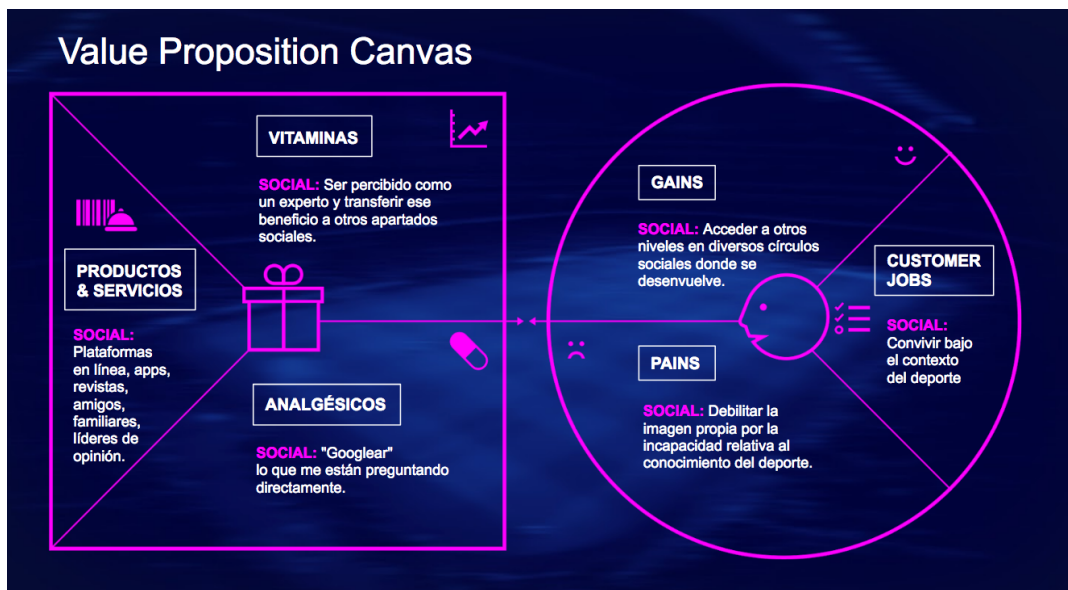 Value Proposition Canvas
VITAMINAS
SOCIAL: Ser percibido como
un experto y transferir ese
beneficio a otros apartados
sociales.
PRODUCTOS
& SERVICIOS
SOCIAL:
Plataformas
en línea, apps,
revistas,
amigos,
familiares,
líderes de
opinión.
ANALGÉSICOS
SOCIAL: "Googlear"
lo que me están preguntando
directamente.
GAINS
SOCIAL: Acceder a otros
niveles en diversos círculos
sociales donde se
desenvuelve.
CUSTOMER
JOBS
SOCIAL:
Convivir bajo
el contexto
del deporte
PAINS
SOCIAL: Debilitar la
imagen propia por la
incapacidad relativa al
conocimiento del deporte.